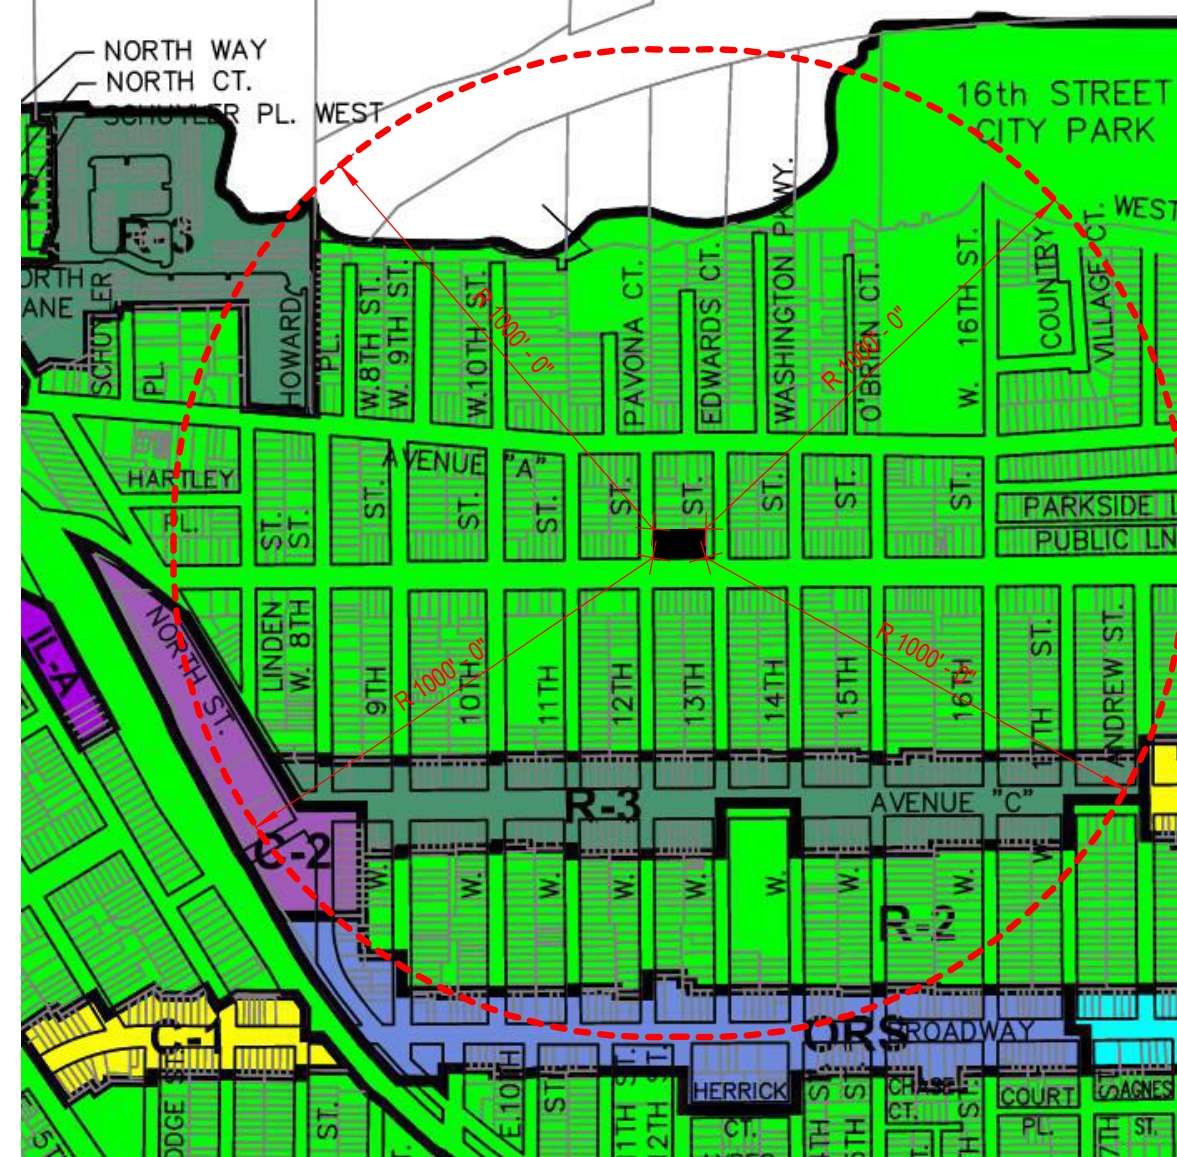 NORTH WAY
NORTH CT.
SCHUYLER PL. WEST
16th STREET
CITY PARK
WEST
R-3
SCHUYLER
PL.
HOWARD
PL.
W.8TH ST.
W. 9TH ST.
W.10TH ST.
PAVONA CT.
EDWARDS CT.
WASHINGTON PKWY.
O'BRIEN CT.
W. 16TH ST.
COUNTRY
VILLAGE CT.
R 1000'- 0"
R 1000'- 0"
AVENUE "A"
HARTLEY
PL.
ST.
ST.
ST.
ST.
ST.
ST.
ST.
ST.
ST.
ST.
PARKSIDE L
PUBLIC LN
IL-A
NORTH ST.
LINDEN
W. 8TH
9TH
10TH
11TH
12TH
13TH
14TH
15TH
16TH
17TH ST.
ANDREW ST.
R 1000'- 0"
R 1000'- 0"
R-3
AVENUE "C"
C-2
W.
W.
W.
W.
W.
W.
W.
W.
W.
R-2
C-1
ORS
BROADWAY
E.10TH
ST
HERRICK
CT.
CHASE
CT.
COURT
PL.
AGNES
ST.
ST.